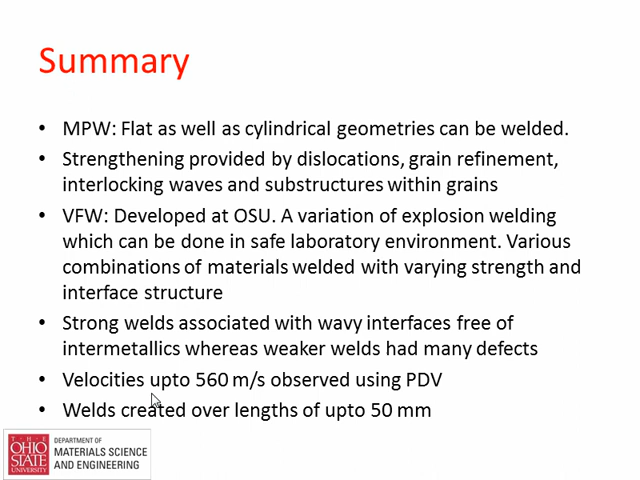 Summary
• MPW: Flat as well as cylindrical geometries can be welded.
• Strengthening provided by dislocations, grain refinement,
interlocking waves and substructures within grains
• VFW: Developed at OSU. A variation of explosion welding
which can be done in safe laboratory environment. Various
combinations of materials welded with varying strength and
interface structure
• Strong welds associated with wavy interfaces free of
intermetallics whereas weaker welds had many defects
• Velocities upto 560 m/s observed using PDV
• Welds created over lengths of upto 50 mm
T · H · E
OHIO
STATE
UNIVERSITY
DEPARTMENT OF
MATERIALS SCIENCE
AND ENGINEERING